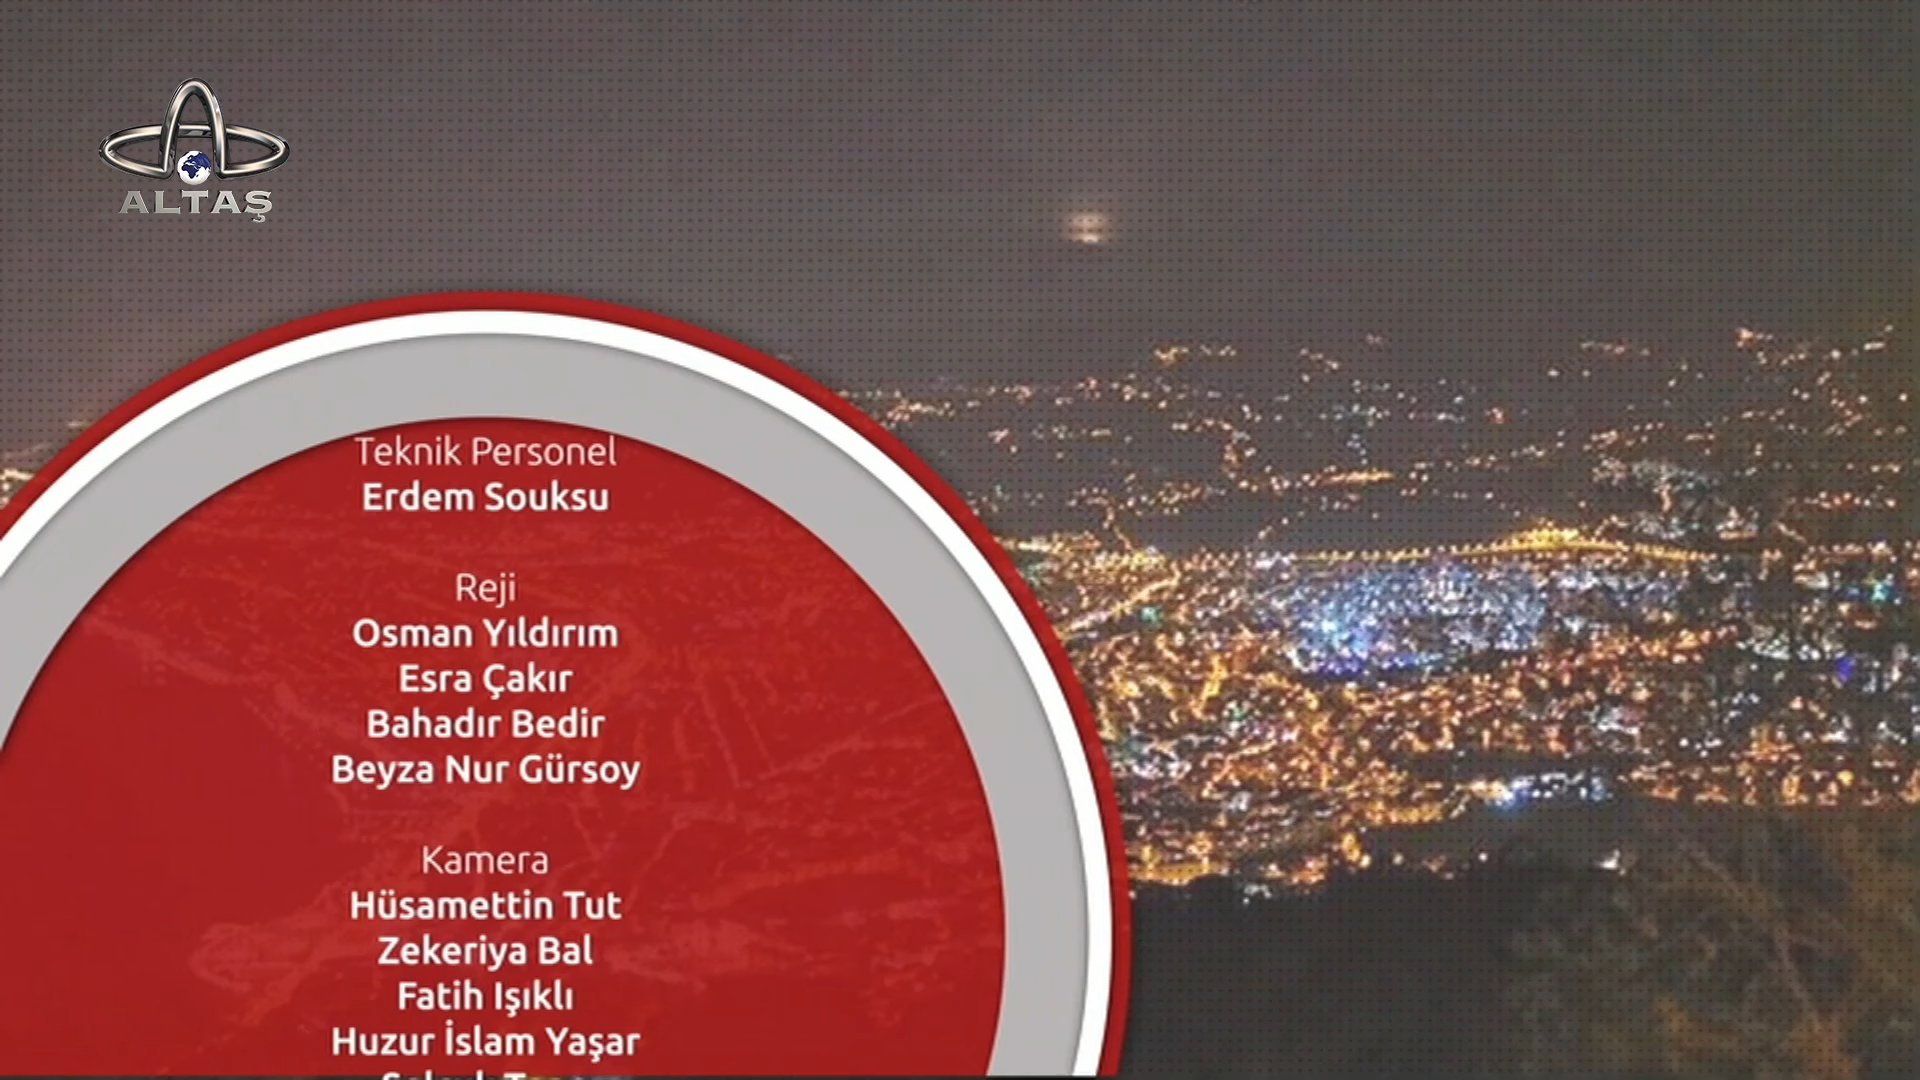 ALTAŞ
Teknik Personel
Erdem Souksu
Reji
Osman Yıldırım
Esra Çakır
Bahadır Bedir
Beyza Nur Gürsoy
Kamera
Hüsamettin Tut
Zekeriya Bal
Fatih Işıklı
Huzur İslam Yaşar